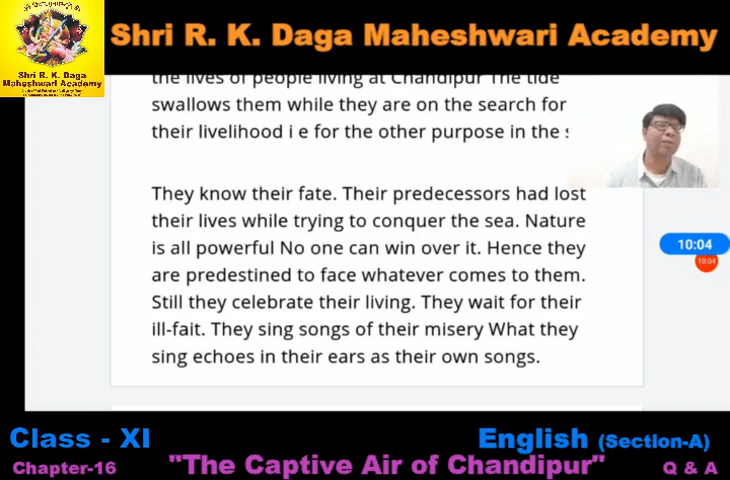 Shri R. K. Daga Maheshwari Academy
Shri R. K. Daga
Maheshwari Academy
the lives of people living at Chandipur The tide
swallows them while they are on the search for
their livelihood i e for the other purpose in the
They know their fate. Their predecessors had lost
their lives while trying to conquer the sea. Nature
is all powerful No one can win over it. Hence they
are predestined to face whatever comes to them.
Still they celebrate their living. They wait for their
ill-fait. They sing songs of their misery What they
sing echoes in their ears as their own songs.
10:04
10:04
Class - XI
English (Section-A)
Chapter-16
"The Captive Air of Chandipur"
Q & A